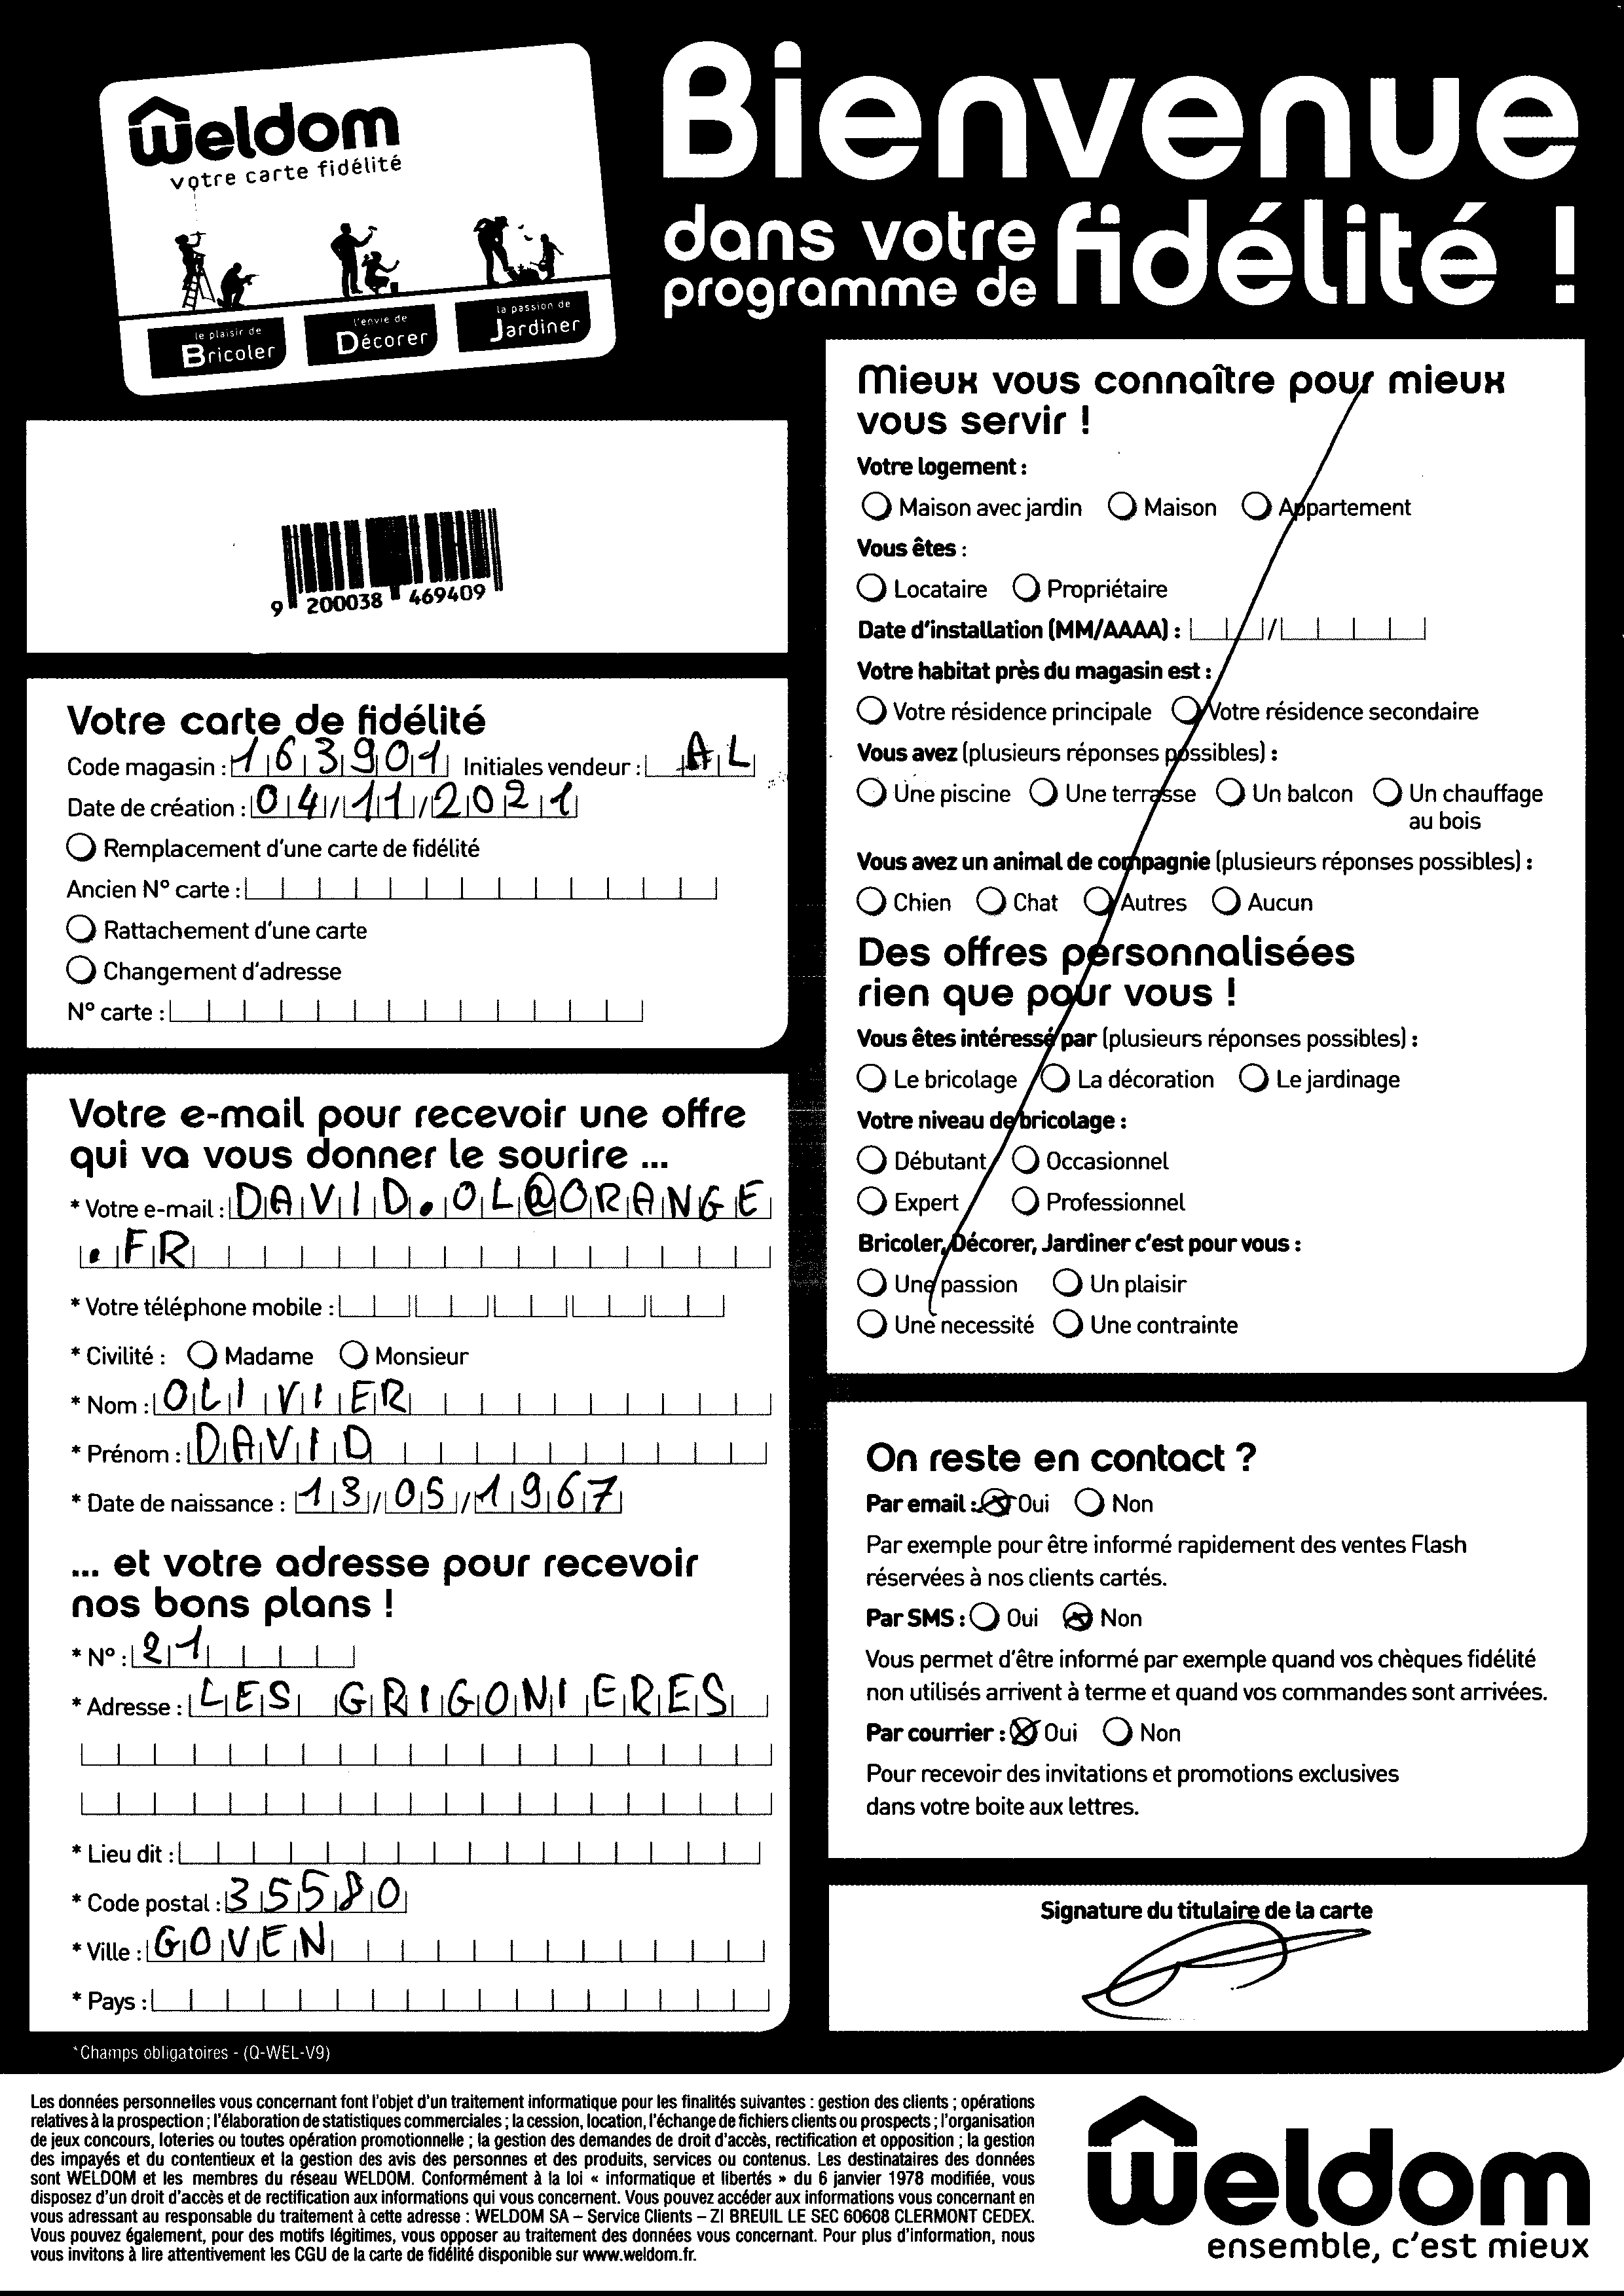 Weldom
votre carte fidélité
le plaisir de
Bricoler
l'envie de
Décorer
la passion de
Jardiner
Bienvenue
dans votre
programme de
fidélité !
9 200038 469409
Votre carte de fidélité
Code magasin : 163901 Initiales vendeur : AL
Date de création : 04/11/2021
Remplacement d'une carte de fidélité
Ancien N° carte :
Rattachement d'une carte
Changement d'adresse
N° carte :
Votre e-mail pour recevoir une offre
qui va vous donner le sourire ...
* Votre e-mail : DAVID.OL@ORANGE
.FR
* Votre téléphone mobile :
* Civilité : Madame Monsieur
* Nom : OLIVIER
* Prénom : DAVID
* Date de naissance : 13/05/1967
... et votre adresse pour recevoir
nos bons plans !
* N° : 21
* Adresse : LES GRIGONIERES
* Lieu dit :
* Code postal : 35580
* Ville : GOVEN
* Pays :
*Champs obligatoires - (Q-WEL-V9)
Mieux vous connaître pour mieux
vous servir !
Votre logement :
Maison avec jardin Maison Appartement
Vous êtes :
Locataire Propriétaire
Date d'installation (MM/AAAA) : /
Votre habitat près du magasin est :
Votre résidence principale Votre résidence secondaire
Vous avez (plusieurs réponses possibles) :
Une piscine Une terrasse Un balcon Un chauffage
au bois
Vous avez un animal de compagnie (plusieurs réponses possibles) :
Chien Chat Autres Aucun
Des offres personnalisées
rien que pour vous !
Vous êtes intéressé par (plusieurs réponses possibles) :
Le bricolage La décoration Le jardinage
Votre niveau de bricolage :
Débutant Occasionnel
Expert Professionnel
Bricoler, Décorer, Jardiner c'est pour vous :
Une passion Un plaisir
Une necessité Une contrainte
On reste en contact ?
Par email : Oui Non
Par exemple pour être informé rapidement des ventes Flash
réservées à nos clients cartés.
Par SMS : Oui Non
Vous permet d'être informé par exemple quand vos chèques fidélité
non utilisés arrivent à terme et quand vos commandes sont arrivées.
Par courrier : Oui Non
Pour recevoir des invitations et promotions exclusives
dans votre boite aux lettres.
Signature du titulaire de la carte
Les données personnelles vous concernant font l'objet d'un traitement informatique pour les finalités suivantes : gestion des clients ; opérations
relatives à la prospection ; l'élaboration de statistiques commerciales ; la cession, location, l'échange de fichiers clients ou prospects ; l'organisation
de jeux concours, loteries ou toutes opération promotionnelle ; la gestion des demandes de droit d'accès, rectification et opposition ; la gestion
des impayés et du contentieux et la gestion des avis des personnes et des produits, services ou contenus. Les destinataires des données
sont WELDOM et les membres du réseau WELDOM. Conformément à la loi « informatique et libertés » du 6 janvier 1978 modifiée, vous
disposez d'un droit d'accès et de rectification aux informations qui vous concernent. Vous pouvez accéder aux informations vous concernant en
vous adressant au responsable du traitement à cette adresse : WELDOM SA – Service Clients – ZI BREUIL LE SEC 60608 CLERMONT CEDEX.
Vous pouvez également, pour des motifs légitimes, vous opposer au traitement des données vous concernant. Pour plus d'information, nous
vous invitons à lire attentivement les CGU de la carte de fidélité disponible sur www.weldom.fr.
Weldom
ensemble, c'est mieux